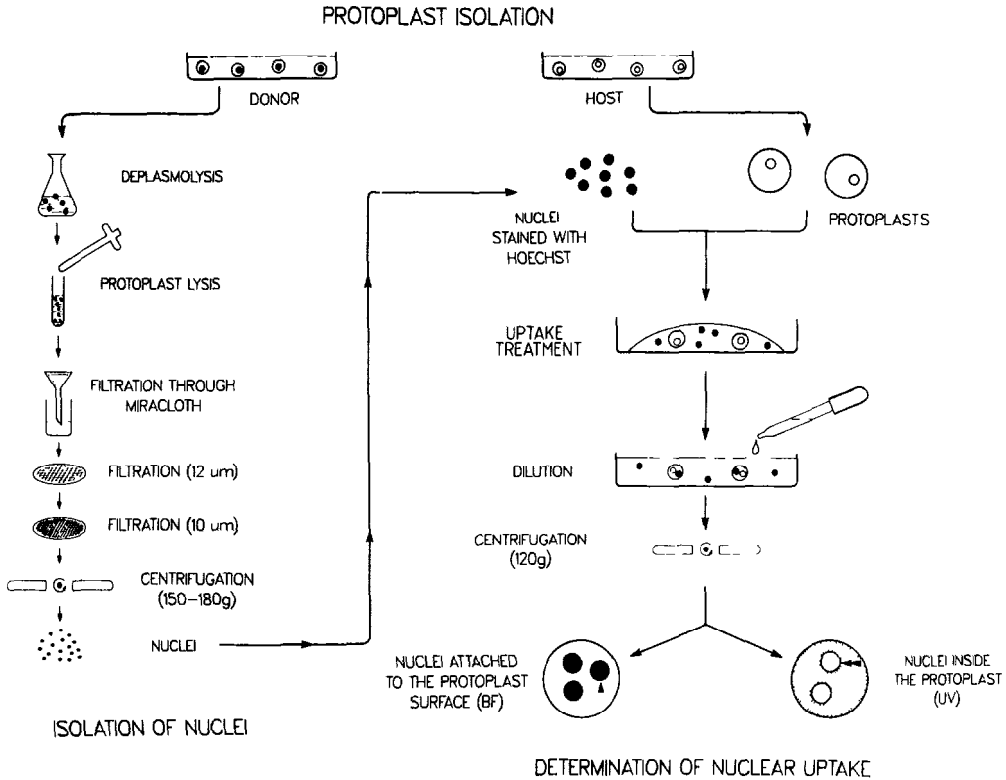 PROTOPLAST ISOLATION
DONOR
HOST
DEPLASMOLYSIS
PROTOPLAST LYSIS
FILTRATION THROUGH
MIRACLOTH
FILTRATION (12 um)
FILTRATION (10 um)
CENTRIFUGATION
(150-180g)
NUCLEI
ISOLATION OF NUCLEI
NUCLEI
STAINED WITH
HOECHST
PROTOPLASTS
UPTAKE
TREATMENT
DILUTION
CENTRIFUGATION
(120g)
NUCLEI ATTACHED
TO THE PROTOPLAST
SURFACE (BF)
NUCLEI INSIDE
THE PROTOPLAST
(UV)
DETERMINATION OF NUCLEAR UPTAKE